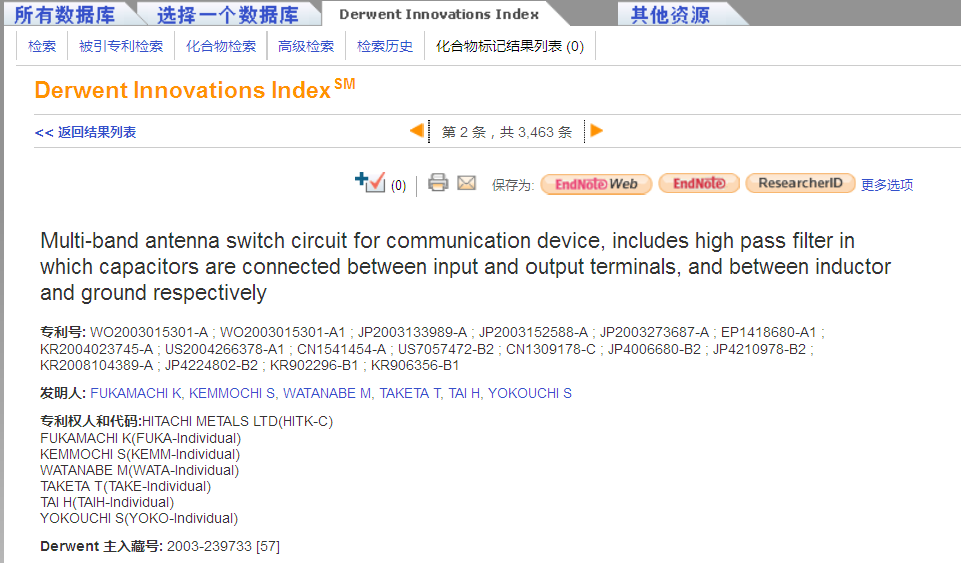 所有数据库 选择一个数据库 Derwent Innovations Index 其他资源
检索 被引专利检索 化合物检索 高级检索 检索历史 化合物标记结果列表 (0)
Derwent Innovations Index SM
<< 返回结果列表 第 2 条，共 3,463 条
(0) 保存为: EndNote Web EndNote ResearcherID 更多选项
Multi-band antenna switch circuit for communication device, includes high pass filter in
which capacitors are connected between input and output terminals, and between inductor
and ground respectively
专利号: WO2003015301-A ; WO2003015301-A1 ; JP2003133989-A ; JP2003152588-A ; JP2003273687-A ; EP1418680-A1 ;
KR2004023745-A ; US2004266378-A1 ; CN1541454-A ; US7057472-B2 ; CN1309178-C ; JP4006680-B2 ; JP4210978-B2 ;
KR2008104389-A ; JP4224802-B2 ; KR902296-B1 ; KR906356-B1
发明人: FUKAMACHI K, KEMMOCHI S, WATANABE M, TAKETA T, TAI H, YOKOUCHI S
专利权人和代码:HITACHI METALS LTD(HITK-C)
FUKAMACHI K(FUKA-Individual)
KEMMOCHI S(KEMM-Individual)
WATANABE M(WATA-Individual)
TAKETA T(TAKE-Individual)
TAI H(TAIH-Individual)
YOKOUCHI S(YOKO-Individual)
Derwent 主入藏号: 2003-239733 [57]